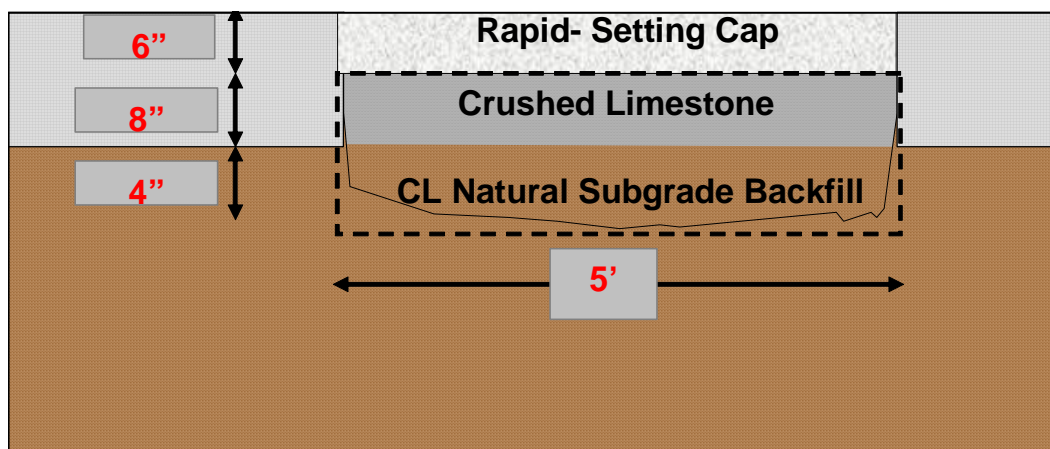 6”
Rapid- Setting Cap
8”
Crushed Limestone
4”
CL Natural Subgrade Backfill
5’